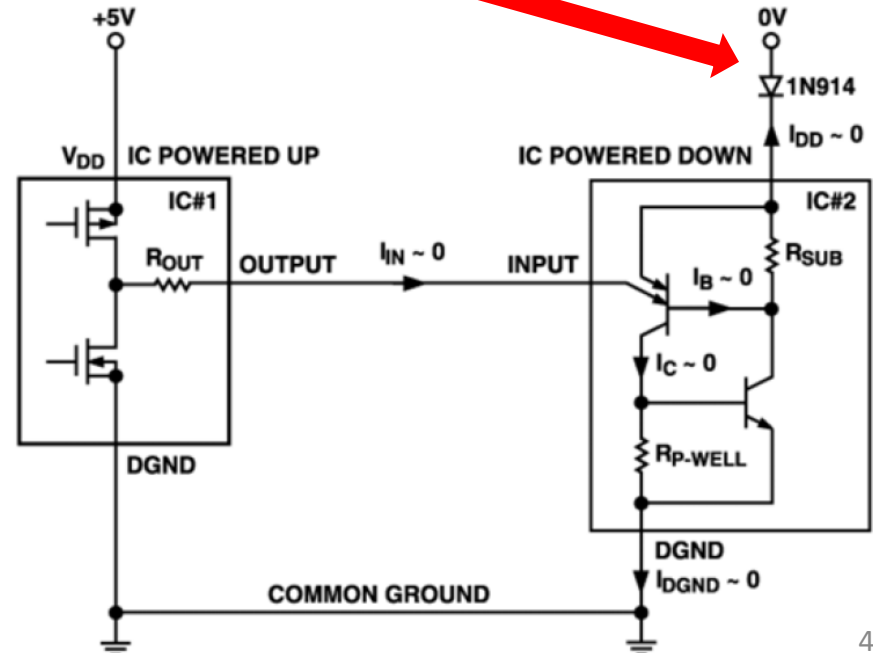 +5V
0V
1N914
IDD ~ 0
VDD IC POWERED UP
IC POWERED DOWN
IC#1
IC#2
ROUT
OUTPUT
IIN ~ 0
INPUT
RSUB
IB ~ 0
IC ~ 0
RP-WELL
DGND
DGND
IDGND ~ 0
COMMON GROUND
4